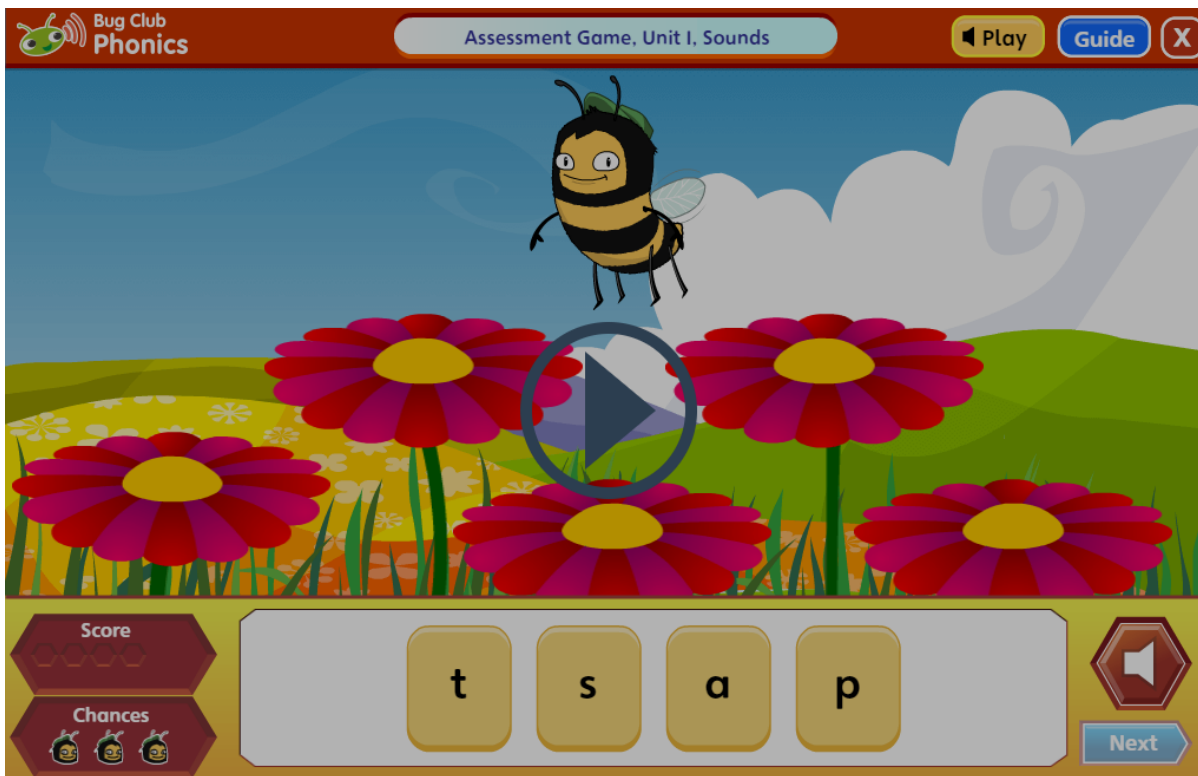 Bug Club
Phonics
Assessment Game, Unit 1, Sounds
Play
Guide
X
Score
Chances
t s a p
Next